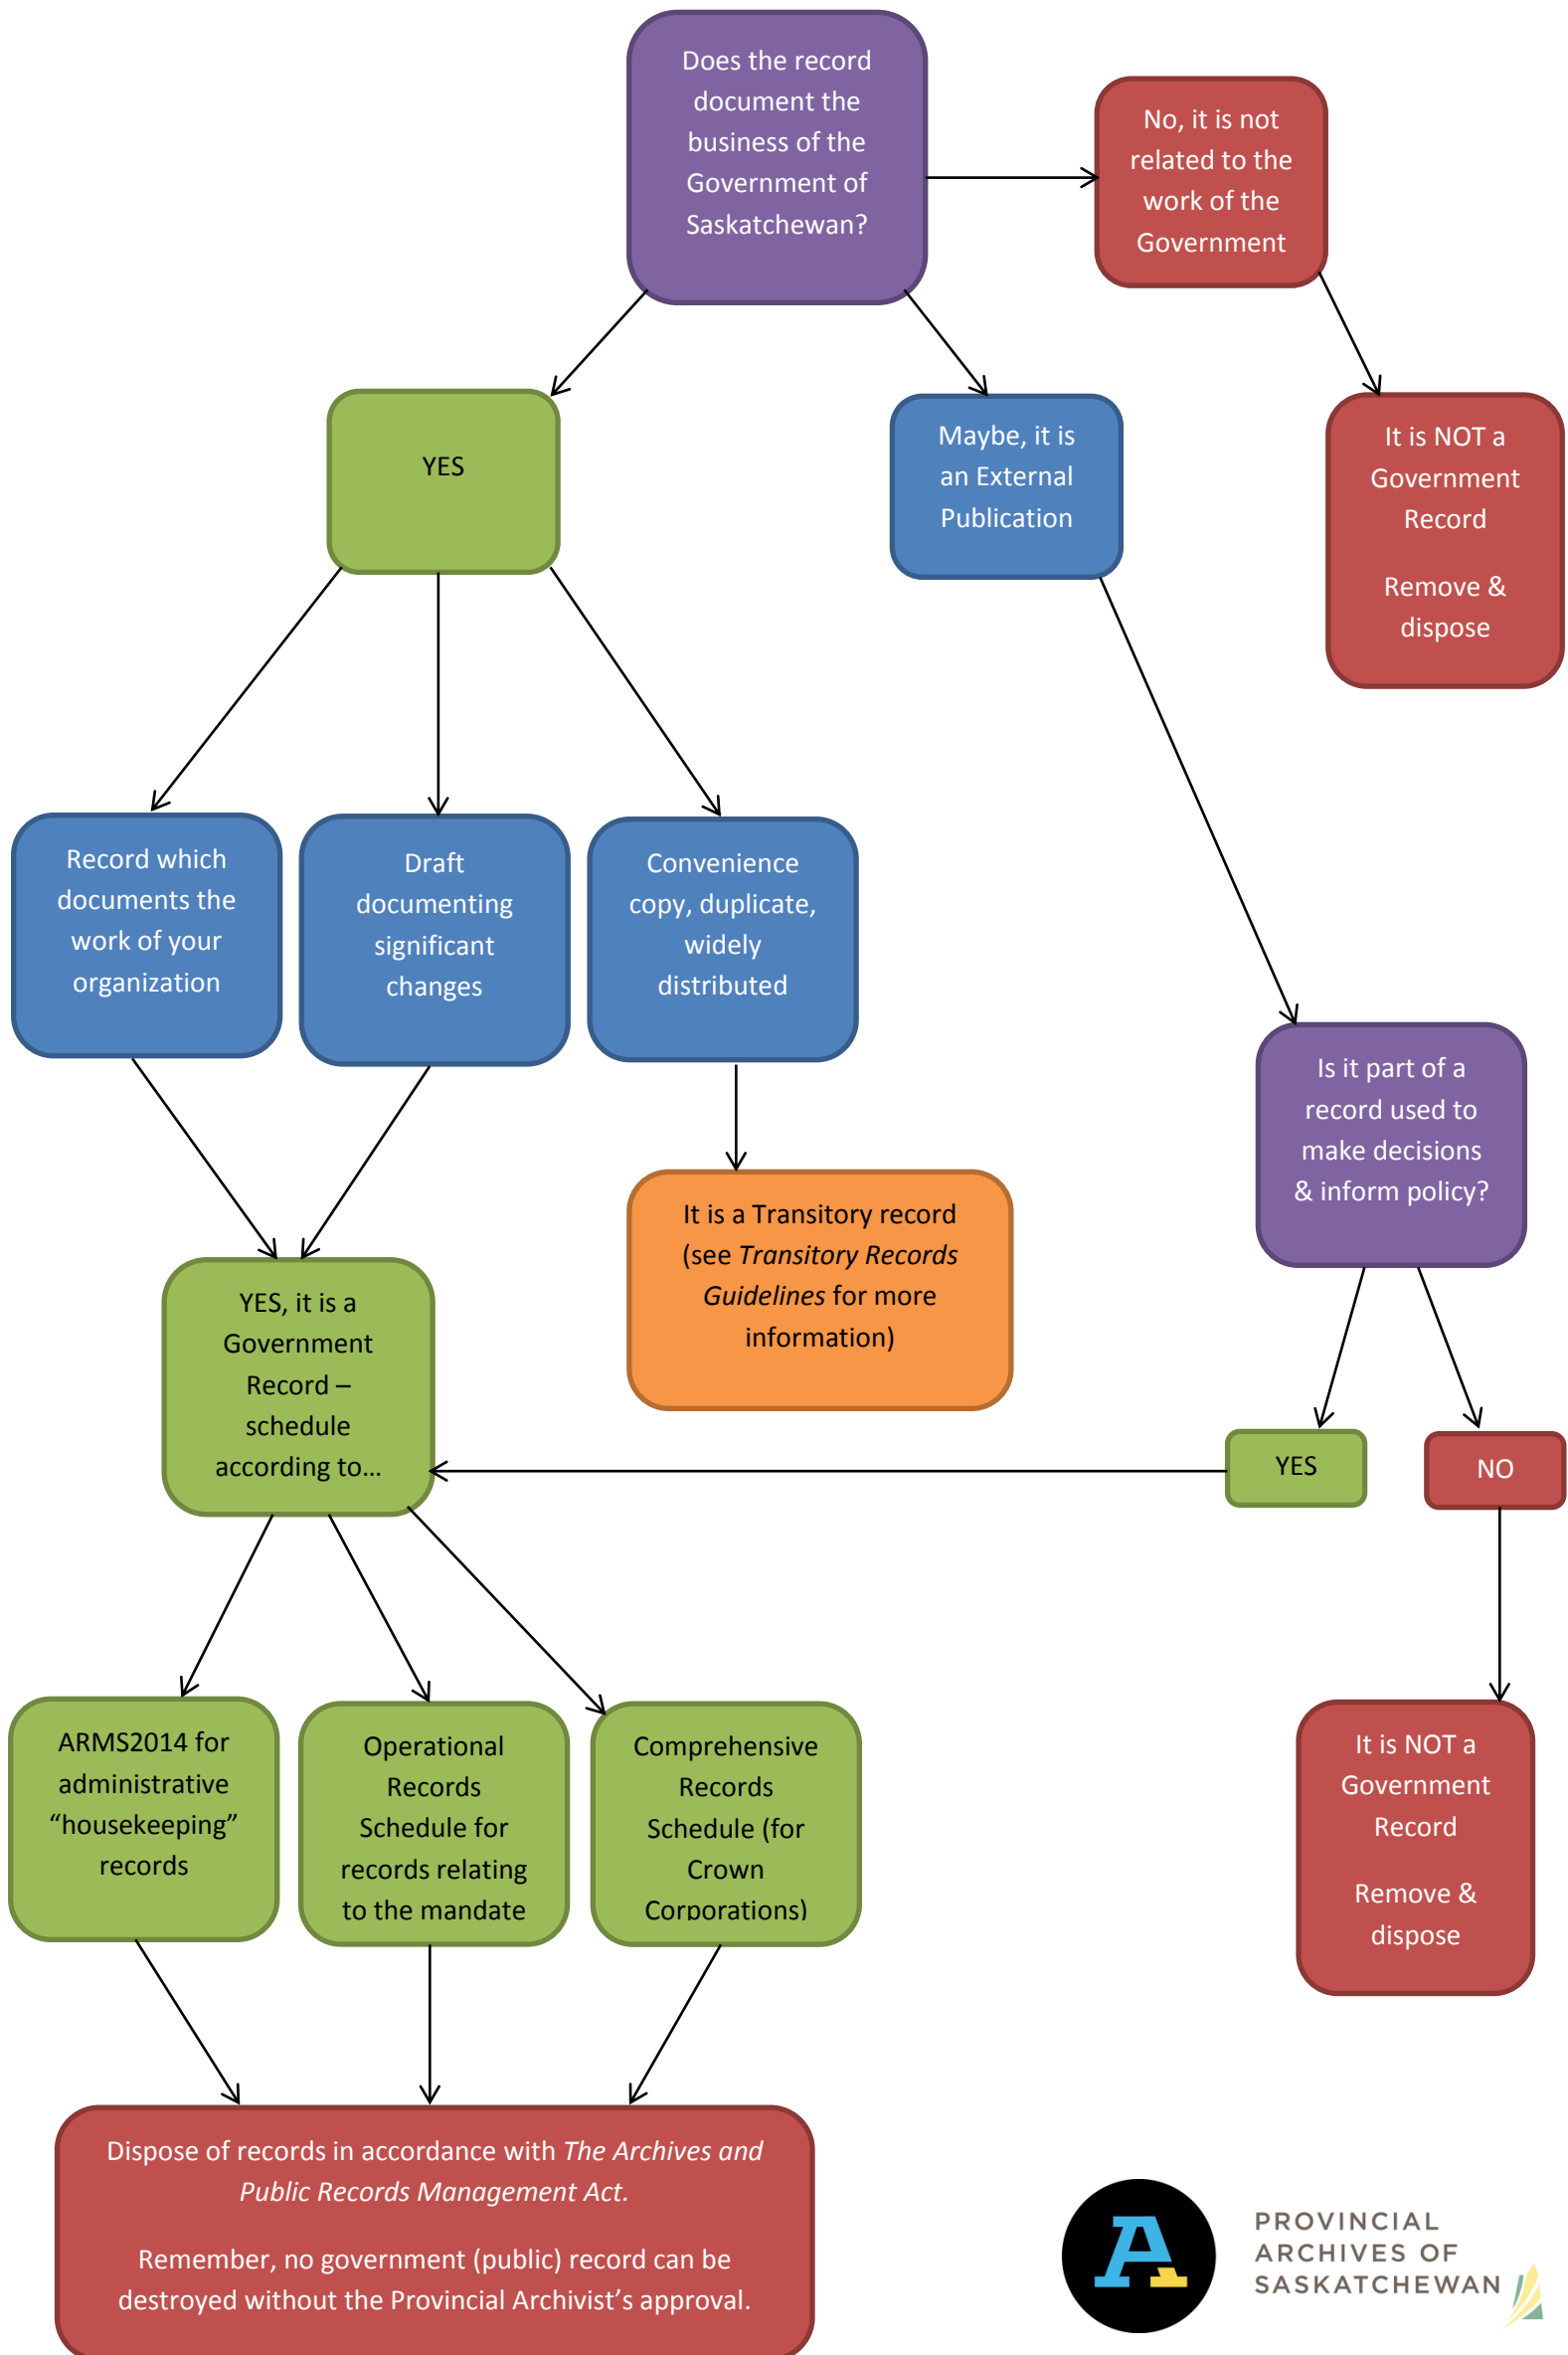 Does the record
document the
business of the
Government of
Saskatchewan?
No, it is not
related to the
work of the
Government
YES
Maybe, it is
an External
Publication
It is NOT a
Government
Record
Remove &
dispose
Record which
documents the
work of your
organization
Draft
documenting
significant
changes
Convenience
copy, duplicate,
widely
distributed
Is it part of a
record used to
make decisions
& inform policy?
It is a Transitory record
(see Transitory Records
Guidelines for more
information)
YES, it is a
Government
Record –
schedule
according to…
YES
NO
ARMS2014 for
administrative
“housekeeping”
records
Operational
Records
Schedule for
records relating
to the mandate
Comprehensive
Records
Schedule (for
Crown
Corporations)
It is NOT a
Government
Record
Remove &
dispose
Dispose of records in accordance with The Archives and
Public Records Management Act.
Remember, no government (public) record can be
destroyed without the Provincial Archivist’s approval.
A
PROVINCIAL
ARCHIVES OF
SASKATCHEWAN